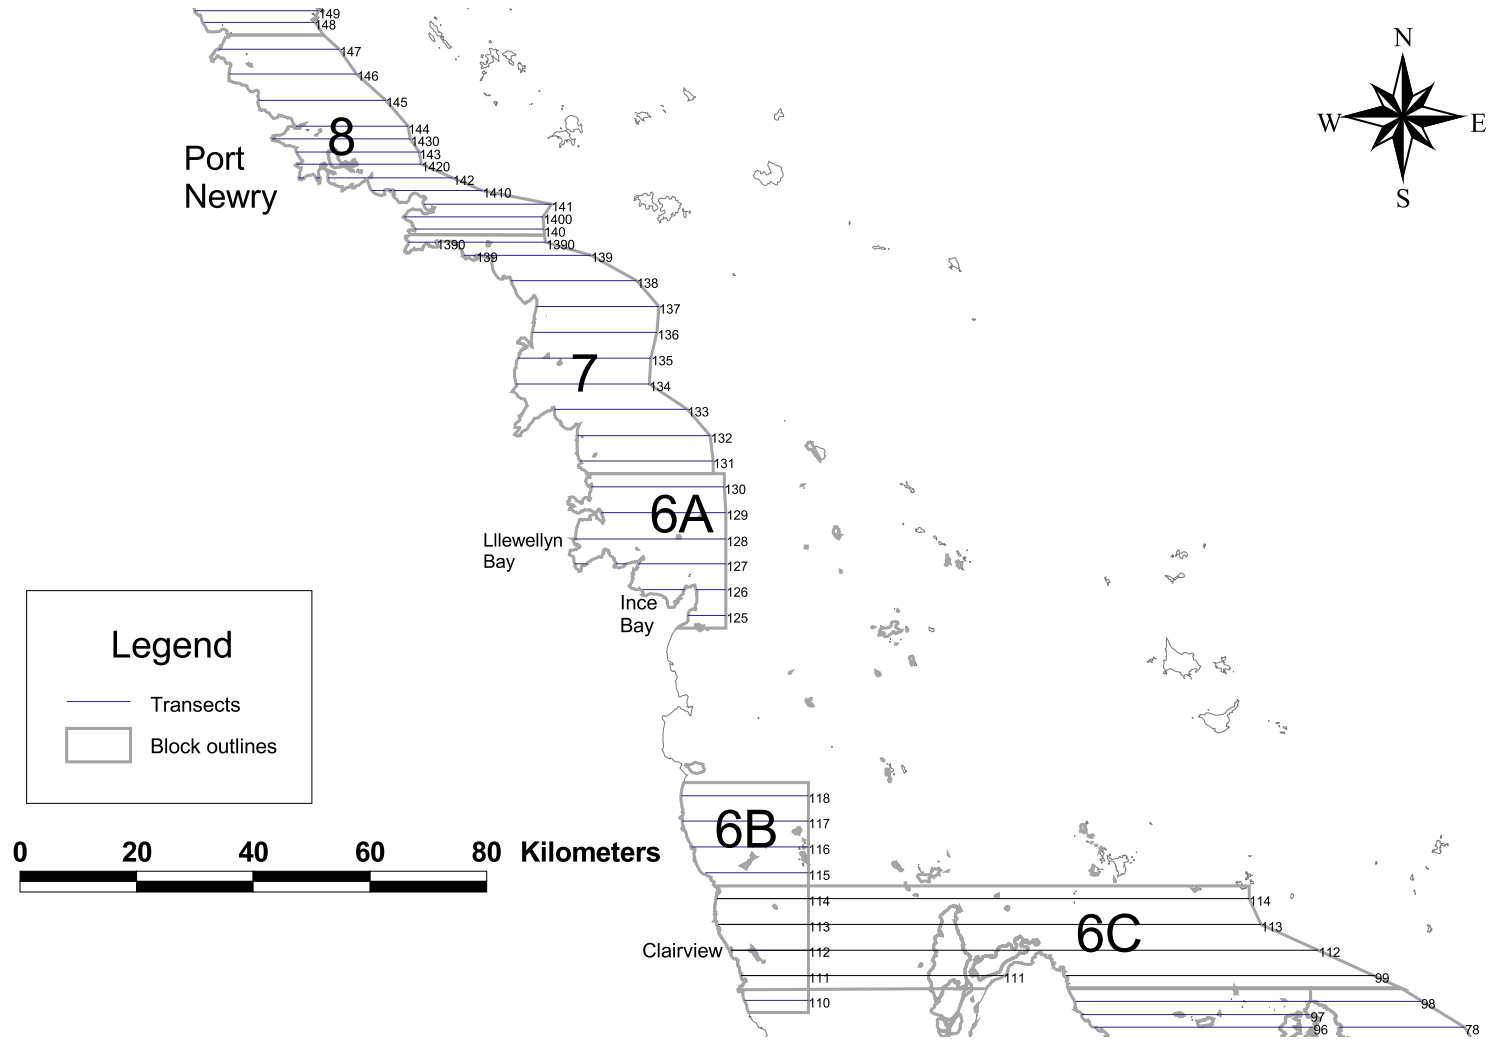 149
148
147
146
145
144
1430
143
1420
142
1410
141
1400
140
1390
1390
139
139
138
137
136
135
134
133
132
131
130
129
128
127
126
125
118
117
116
115
114
114
113
113
112
112
111
111
99
110
98
97
96
78
8
Port
Newry
7
6A
Lllewellyn
Bay
Ince
Bay
6B
6C
Clairview
N
W
E
S
Legend
Transects
Block outlines
0 20 40 60 80 Kilometers